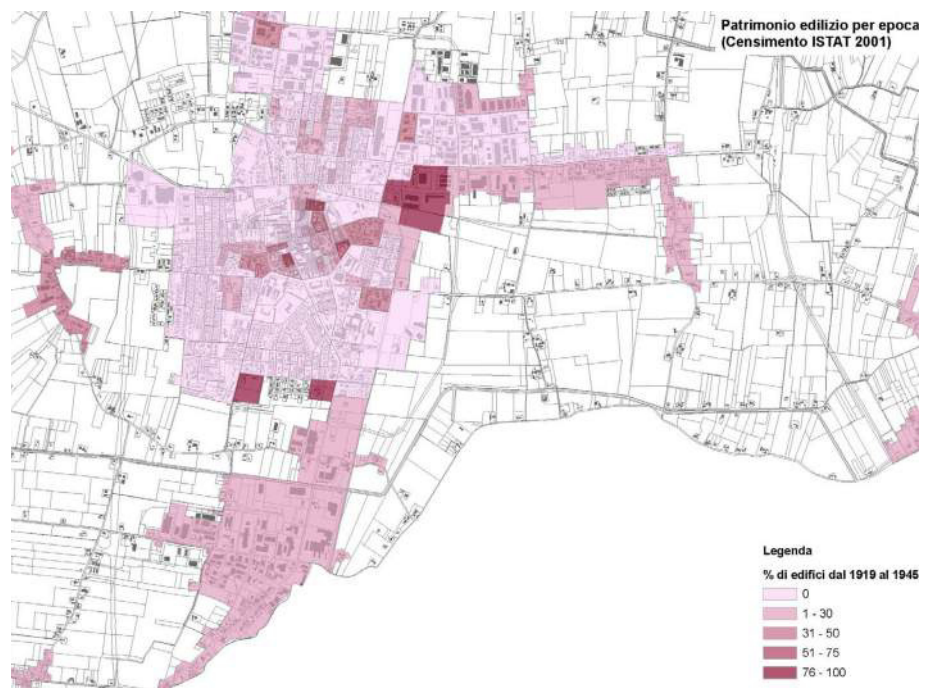 Patrimonio edilizio per epoca
(Censimento ISTAT 2001)
Legenda
% di edifici dal 1919 al 1945
0
1 - 30
31 - 50
51 - 75
76 - 100